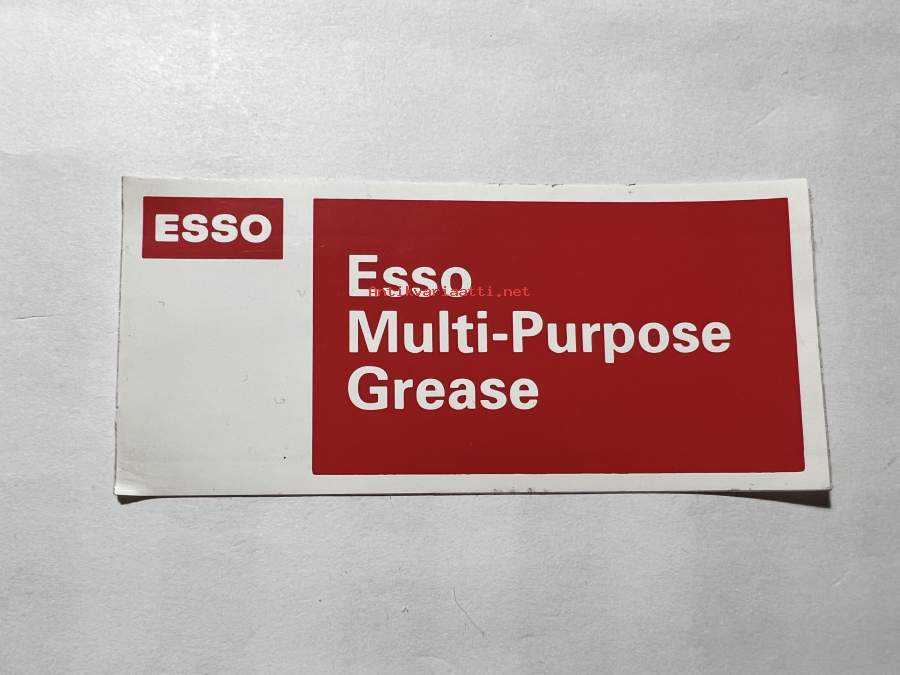 ESSO
Esso
Antikvariaatti.net
Multi-Purpose
Grease